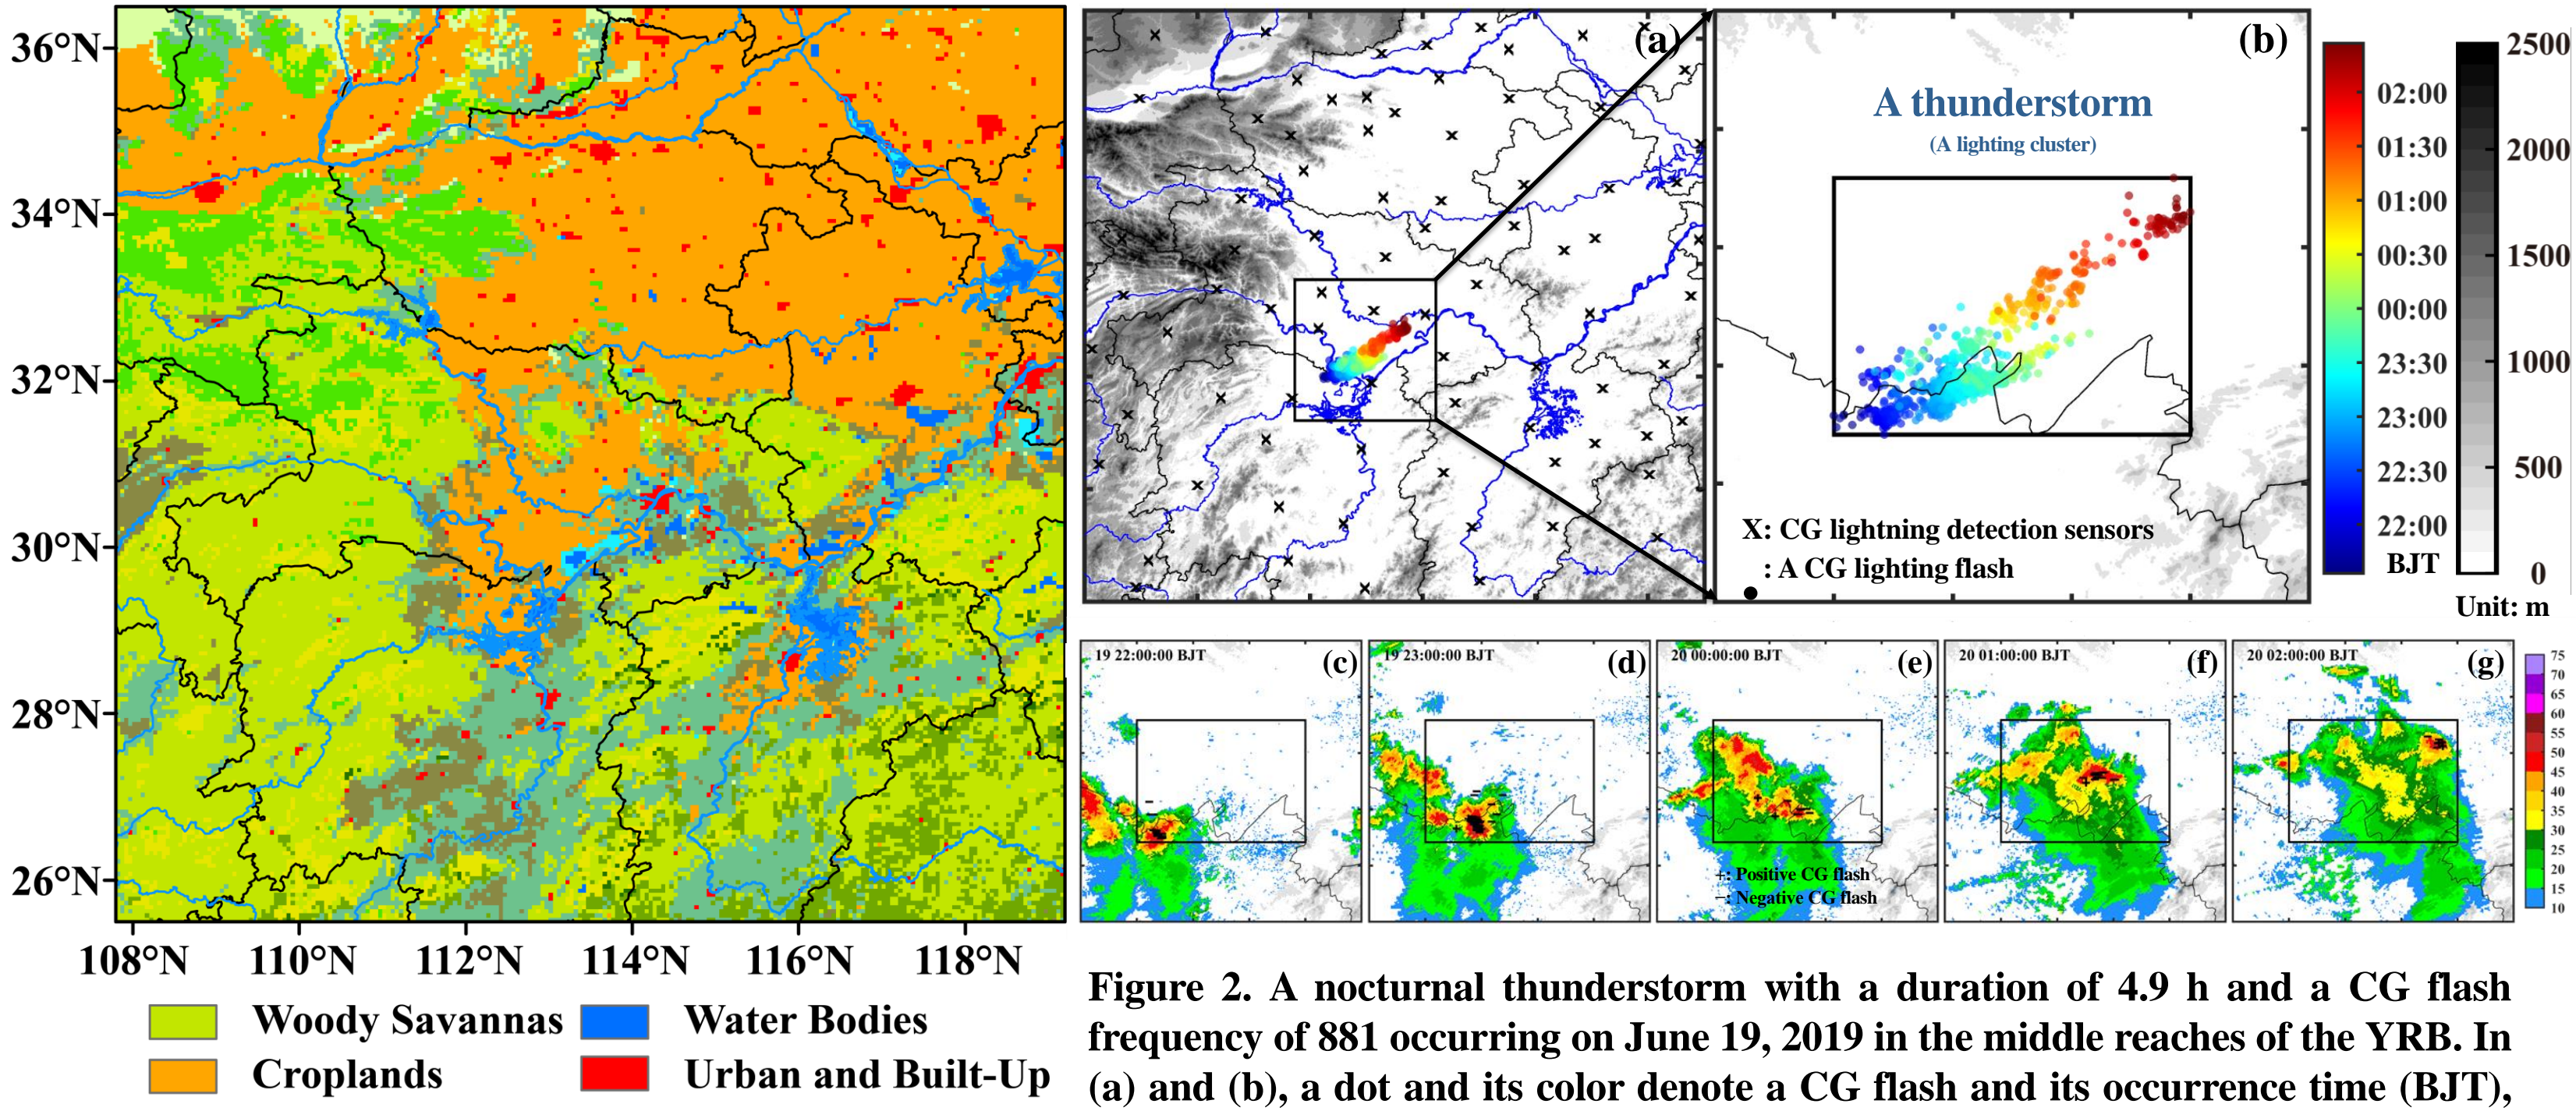 36°N
34°N
32°N
30°N
28°N
26°N
108°N 110°N 112°N 114°N 116°N 118°N
Woody Savannas
Water Bodies
Croplands
Urban and Built-Up
(a)
(b)
A thunderstorm
(A lighting cluster)
X: CG lightning detection sensors
: A CG lighting flash
02:00
01:30
01:00
00:30
00:00
23:30
23:00
22:30
22:00
BJT
2500
2000
1500
1000
500
0
Unit: m
19 22:00:00 BJT (c)
19 23:00:00 BJT (d)
20 00:00:00 BJT (e)
+: Positive CG flash
−: Negative CG flash
20 01:00:00 BJT (f)
20 02:00:00 BJT (g)
75
70
65
60
55
50
45
40
35
30
25
20
15
10
Figure 2. A nocturnal thunderstorm with a duration of 4.9 h and a CG flash
frequency of 881 occurring on June 19, 2019 in the middle reaches of the YRB. In
(a) and (b), a dot and its color denote a CG flash and its occurrence time (BJT),